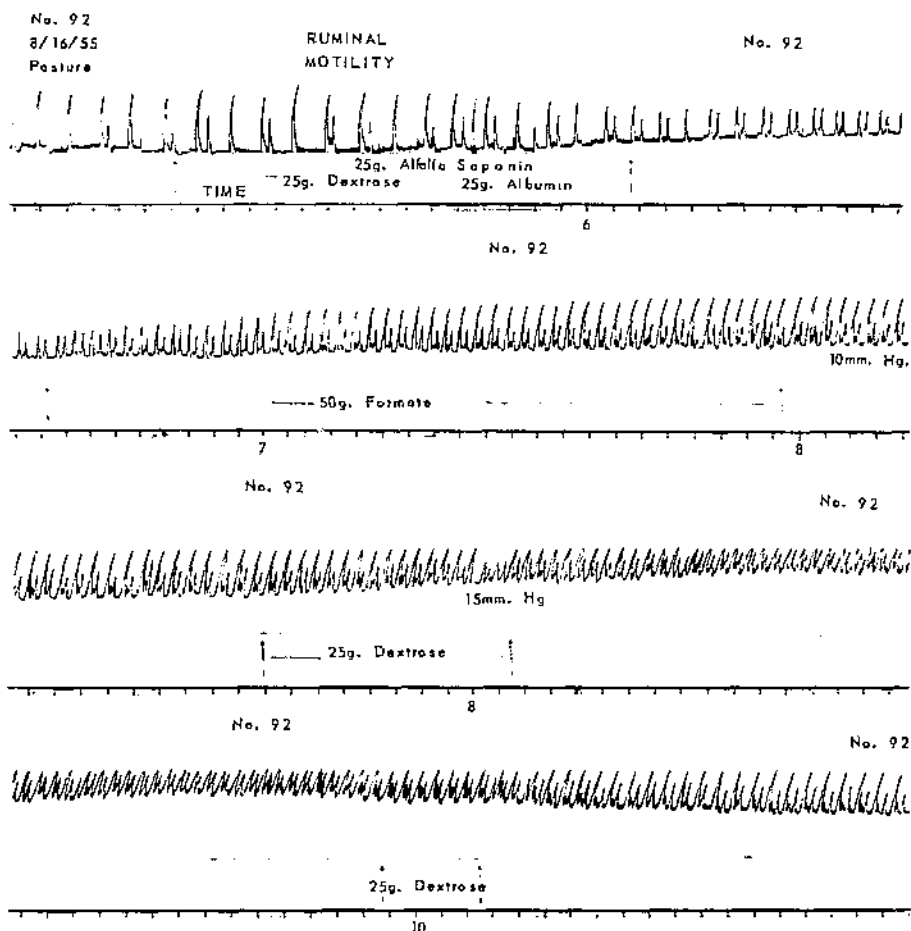 No. 92
8/16/55
Pasture
RUMINAL
MOTILITY
No. 92
25g. Alfalfa Saponin
25g. Dextrose
25g. Albumin
TIME
6
No. 92
10mm. Hg.
50g. Formate
7
8
No. 92
No. 92
15mm. Hg
25g. Dextrose
8
No. 92
No. 92
25g. Dextrose
10